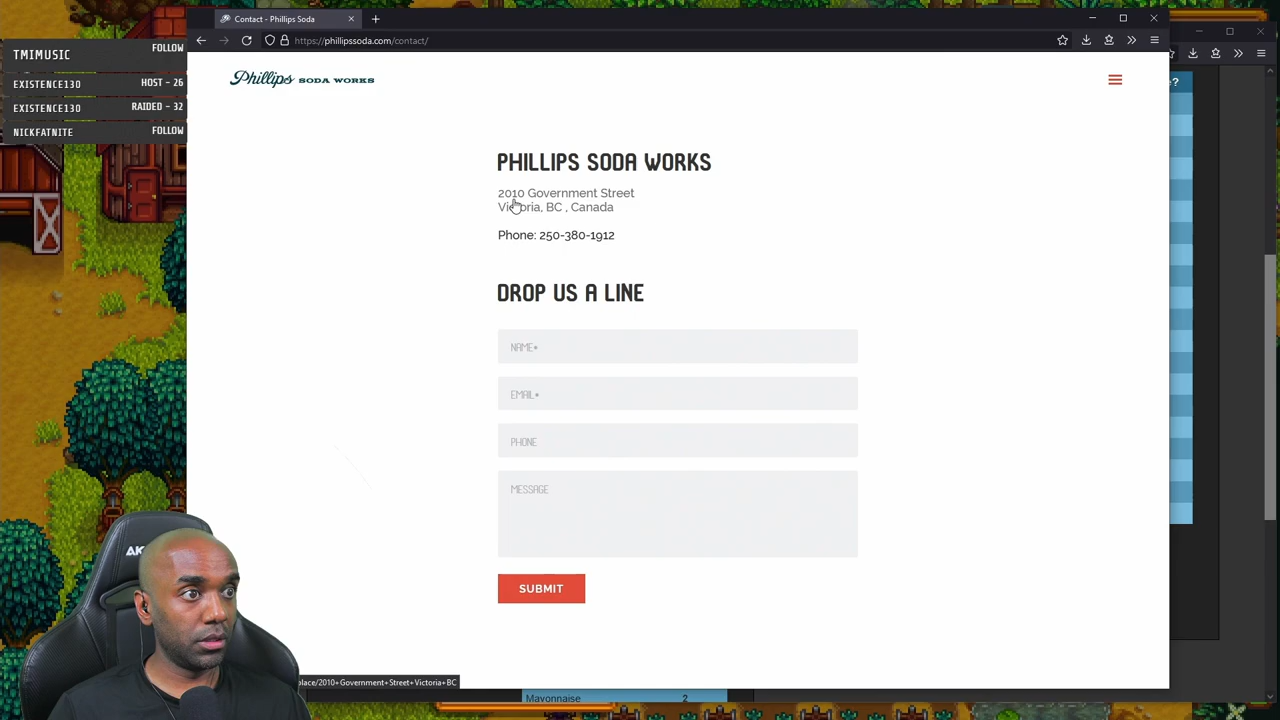 Contact - Phillips Soda
https://phillipssoda.com/contact/
TMIMUSIC FOLLOW
EXISTENCE130 HOST - 26
EXISTENCE130 RAIDED - 32
NICKFATNITE FOLLOW
Phillips SODA WORKS
PHILLIPS SODA WORKS
2010 Government Street
Victoria, BC , Canada
Phone: 250-380-1912
DROP US A LINE
NAME*
EMAIL*
PHONE
MESSAGE
SUBMIT
place/2010+Government+Street+Victoria+BC
Mayonnaise 2